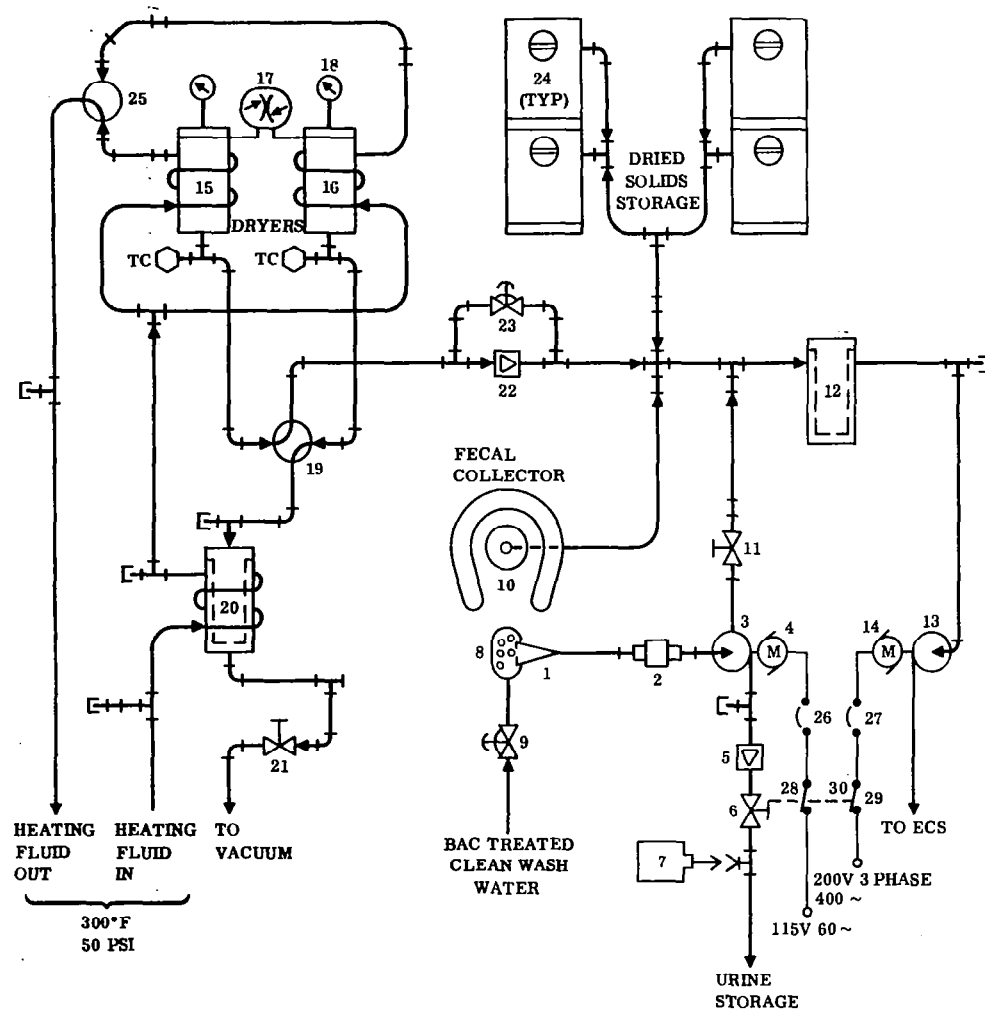 25
17
18
24
(TYP)
DRIED
SOLIDS
STORAGE
15
16
DRYERS
TC
TC
23
22
12
19
FECAL
COLLECTOR
11
10
20
3
4
14
13
8
M
M
1
2
9
26
27
5
21
28
30
29
6
HEATING
FLUID
OUT
HEATING
FLUID
IN
TO
VACUUM
BAC TREATED
CLEAN WASH
WATER
7
TO ECS
200V 3 PHASE
400 ~
300°F
50 PSI
115V 60 ~
URINE
STORAGE